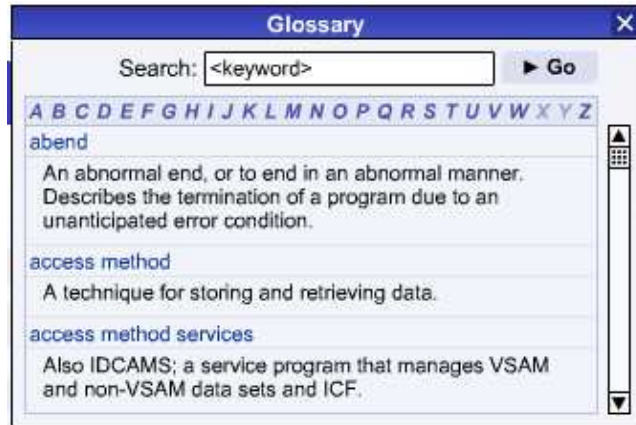 Glossary
Search: <keyword> ► Go
A B C D E F G H I J K L M N O P Q R S T U V W X Y Z
abend
An abnormal end, or to end in an abnormal manner.
Describes the termination of a program due to an
unanticipated error condition.
access method
A technique for storing and retrieving data.
access method services
Also IDCAMS; a service program that manages VSAM
and non-VSAM data sets and ICF.